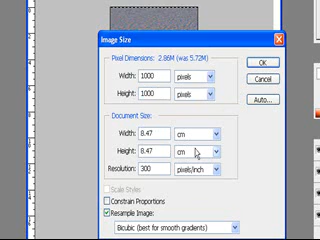 Image Size
Pixel Dimensions: 2.86M (was 5.72M)
Width: 1000 pixels
Height: 1000 pixels
OK
Cancel
Auto...
Document Size:
Width: 8.47 cm
Height: 8.47 cm
Resolution: 300 pixels/inch
Scale Styles
Constrain Proportions
Resample Image:
Bicubic (best for smooth gradients)